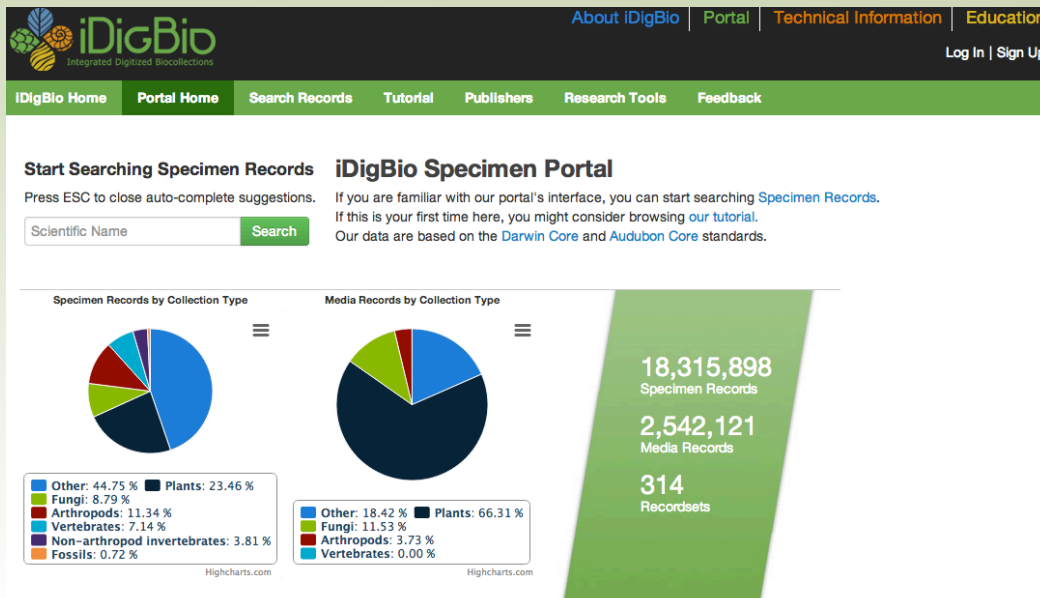 iDigBio
Integrated Digitized Biocollections
About iDigBio Portal Technical Information Education
Log In | Sign Up
iDigBio Home Portal Home Search Records Tutorial Publishers Research Tools Feedback
Start Searching Specimen Records
Press ESC to close auto-complete suggestions.
Scientific Name Search
iDigBio Specimen Portal
If you are familiar with our portal's interface, you can start searching Specimen Records.
If this is your first time here, you might consider browsing our tutorial.
Our data are based on the Darwin Core and Audubon Core standards.
Specimen Records by Collection Type
Other: 44.75 % Plants: 23.46 %
Fungi: 8.79 %
Arthropods: 11.34 %
Vertebrates: 7.14 %
Non-arthropod invertebrates: 3.81 %
Fossils: 0.72 %
Highcharts.com
Media Records by Collection Type
Other: 18.42 % Plants: 66.31 %
Fungi: 11.53 %
Arthropods: 3.73 %
Vertebrates: 0.00 %
Highcharts.com
18,315,898
Specimen Records
2,542,121
Media Records
314
Recordsets